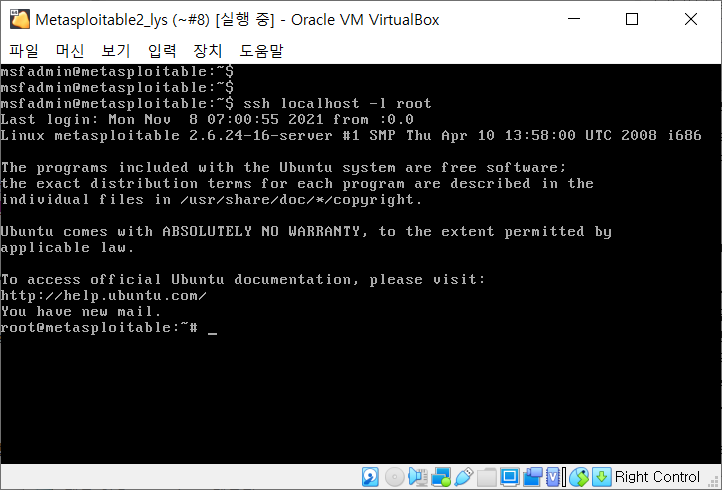 Metasploitable2_lys (~#8) [실행 중] - Oracle VM VirtualBox
파일 머신 보기 입력 장치 도움말
msfadmin@metasploitable:~$
msfadmin@metasploitable:~$
msfadmin@metasploitable:~$ ssh localhost -l root
Last login: Mon Nov  8 07:00:55 2021 from :0.0
Linux metasploitable 2.6.24-16-server #1 SMP Thu Apr 10 13:58:00 UTC 2008 i686
The programs included with the Ubuntu system are free software;
the exact distribution terms for each program are described in the
individual files in /usr/share/doc/*/copyright.
Ubuntu comes with ABSOLUTELY NO WARRANTY, to the extent permitted by
applicable law.
To access official Ubuntu documentation, please visit:
http://help.ubuntu.com/
You have new mail.
root@metasploitable:~# _
Right Control